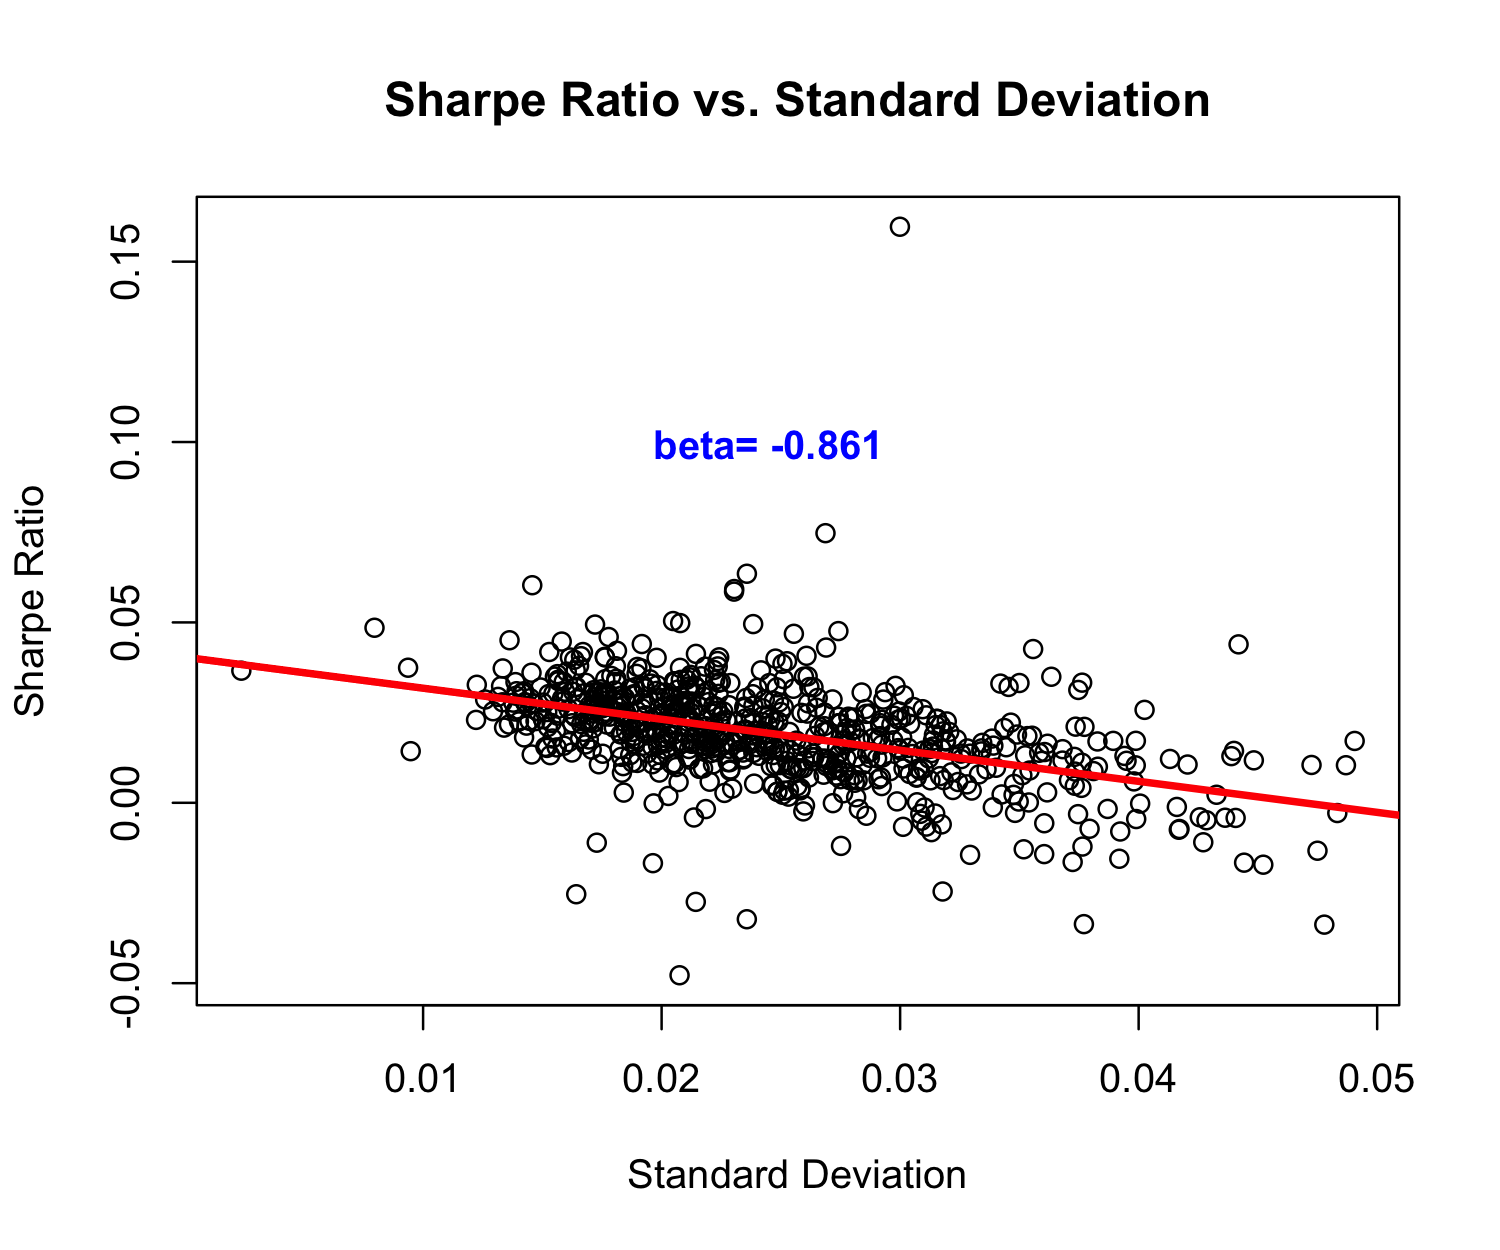 Sharpe Ratio vs. Standard Deviation
0.15
0.10
0.05
0.00
-0.05
Sharpe Ratio
beta= -0.861
0.01 0.02 0.03 0.04 0.05
Standard Deviation